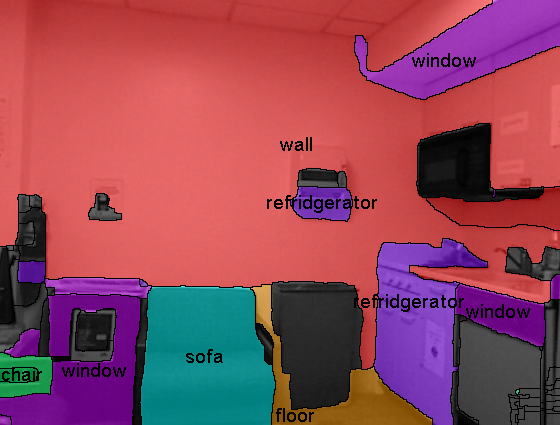 window
wall
refridgerator
refridgerator
window
sofa
window
chair
floor